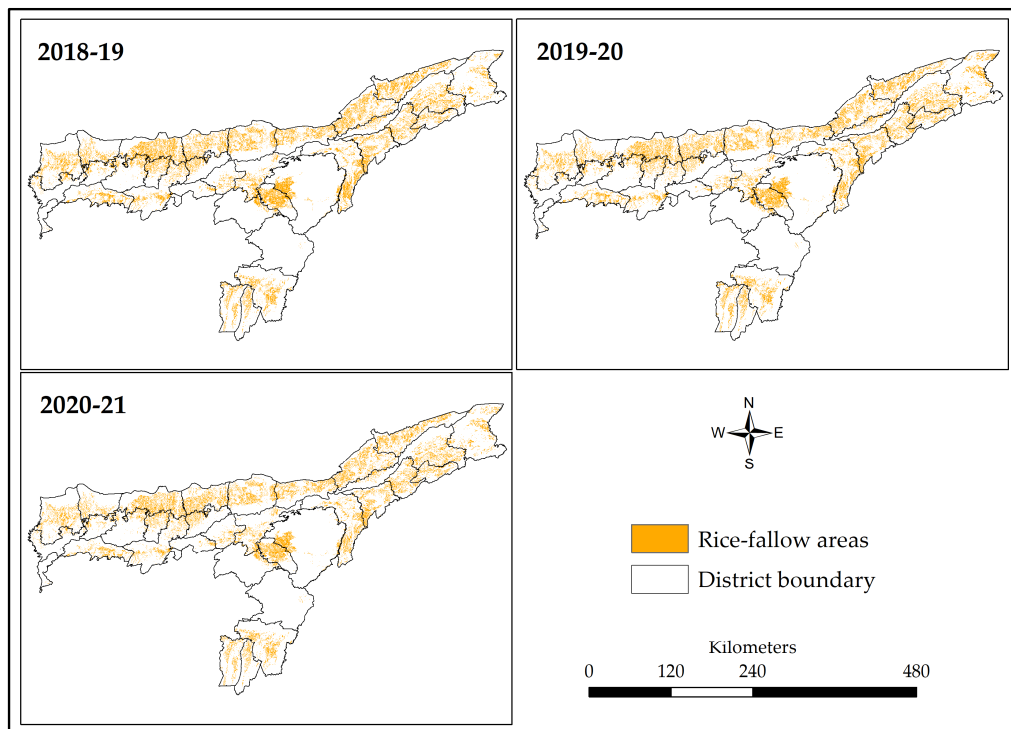 2018-19
2019-20
2020-21
N
W E
S
Rice-fallow areas
District boundary
Kilometers
0 120 240 480